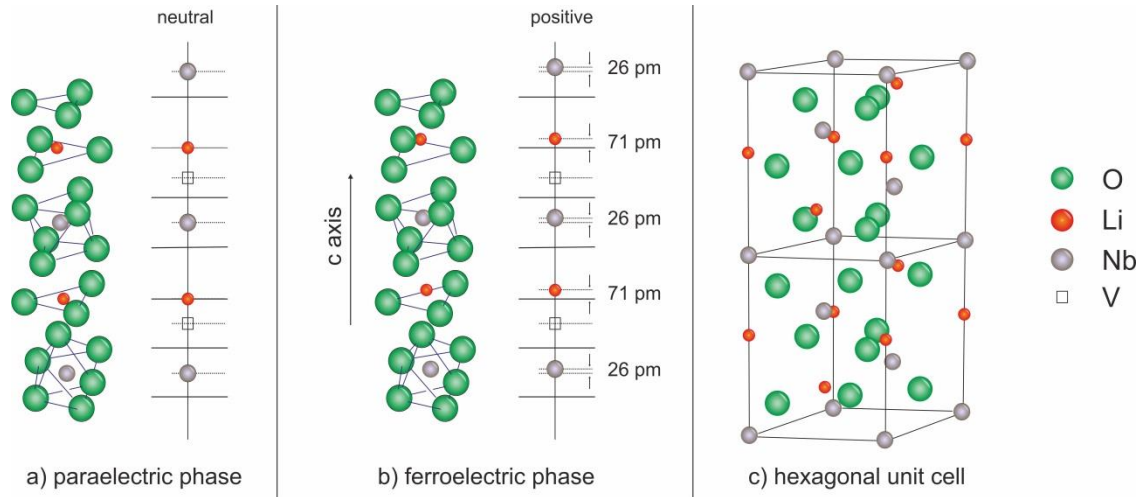 neutral
positive
26 pm
71 pm
26 pm
71 pm
26 pm
c axis
O
Li
Nb
V
a) paraelectric phase
b) ferroelectric phase
c) hexagonal unit cell